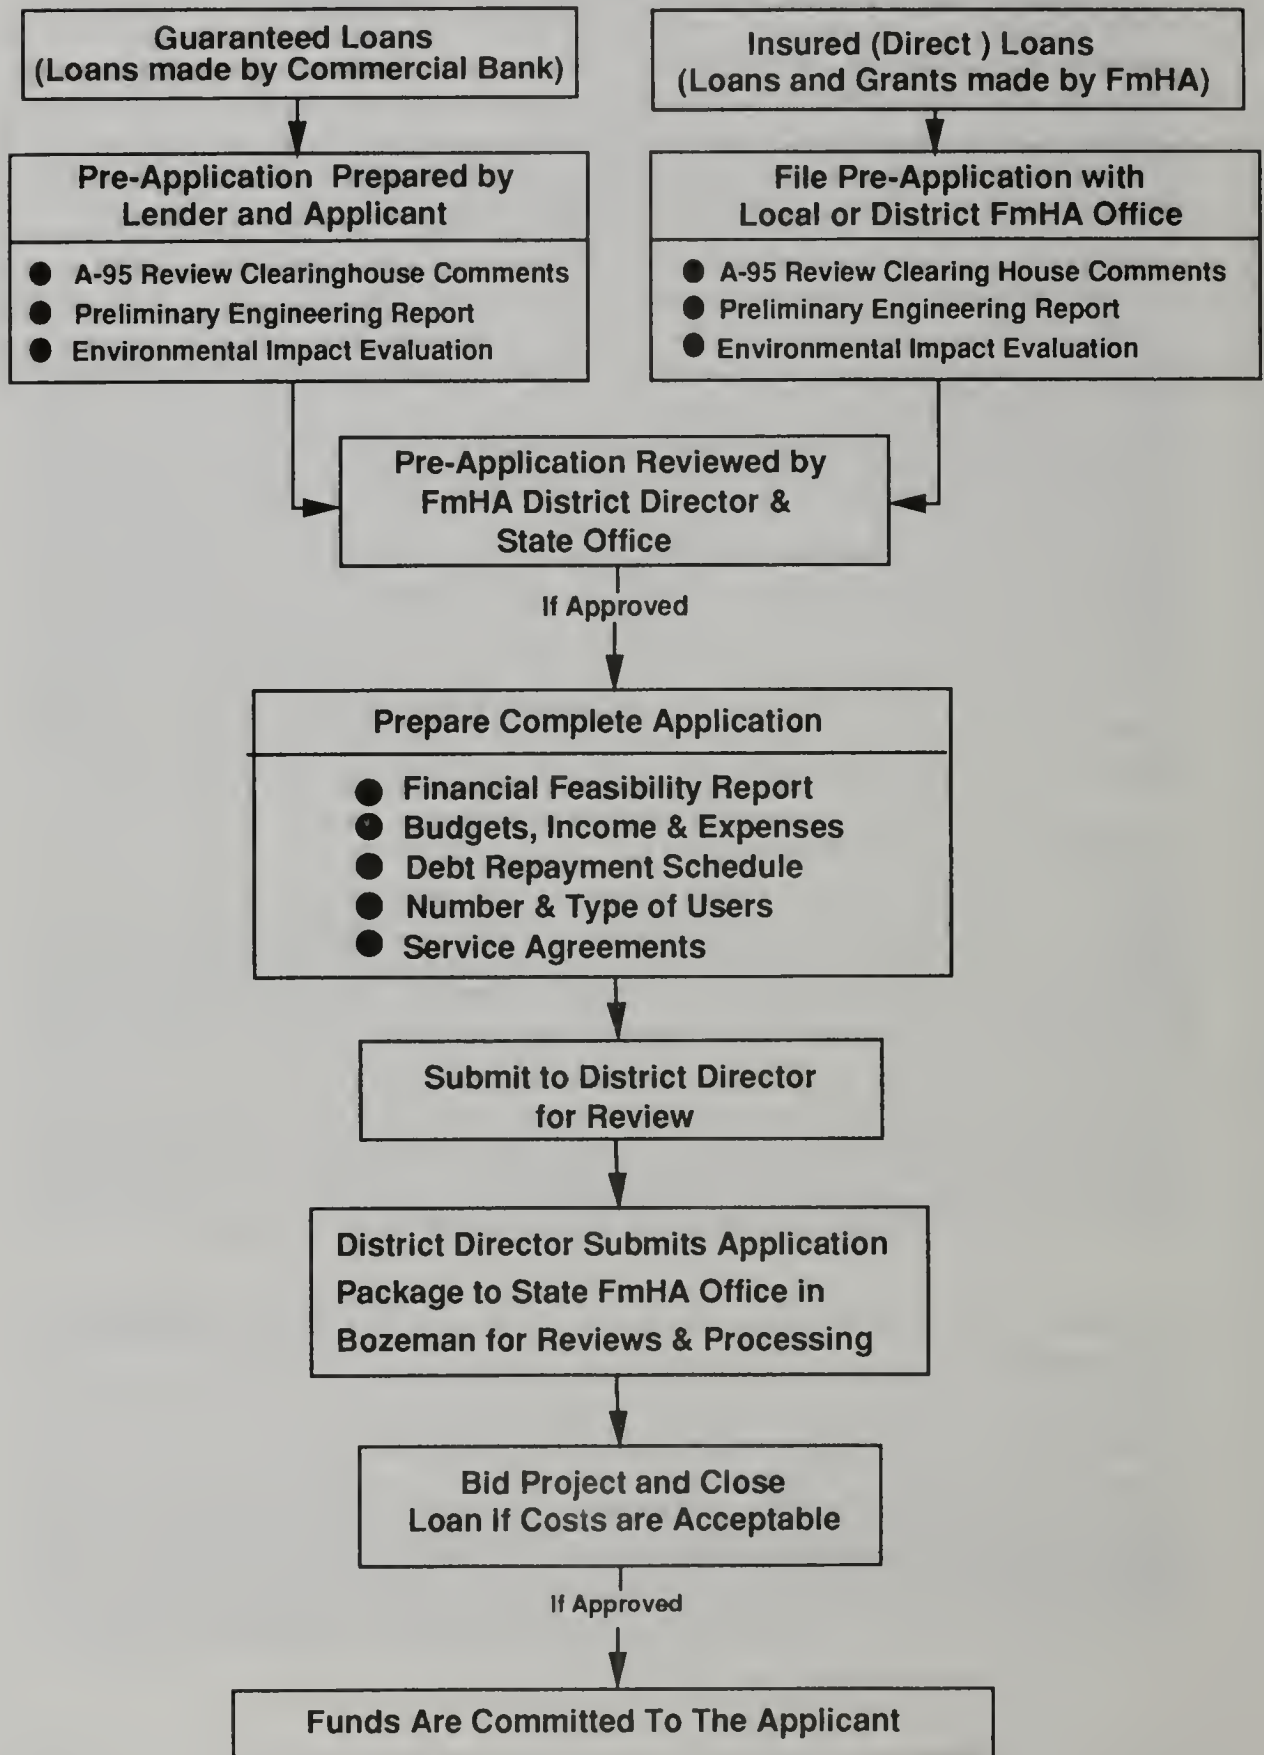 Guaranteed Loans
(Loans made by Commercial Bank)
Insured (Direct ) Loans
(Loans and Grants made by FmHA)
Pre-Application Prepared by
Lender and Applicant
● A-95 Review Clearinghouse Comments
● Preliminary Engineering Report
● Environmental Impact Evaluation
File Pre-Application with
Local or District FmHA Office
● A-95 Review Clearing House Comments
● Preliminary Engineering Report
● Environmental Impact Evaluation
Pre-Application Reviewed by
FmHA District Director &
State Office
If Approved
Prepare Complete Application
● Financial Feasibility Report
● Budgets, Income & Expenses
● Debt Repayment Schedule
● Number & Type of Users
● Service Agreements
Submit to District Director
for Review
District Director Submits Application
Package to State FmHA Office in
Bozeman for Reviews & Processing
Bid Project and Close
Loan if Costs are Acceptable
If Approved
Funds Are Committed To The Applicant